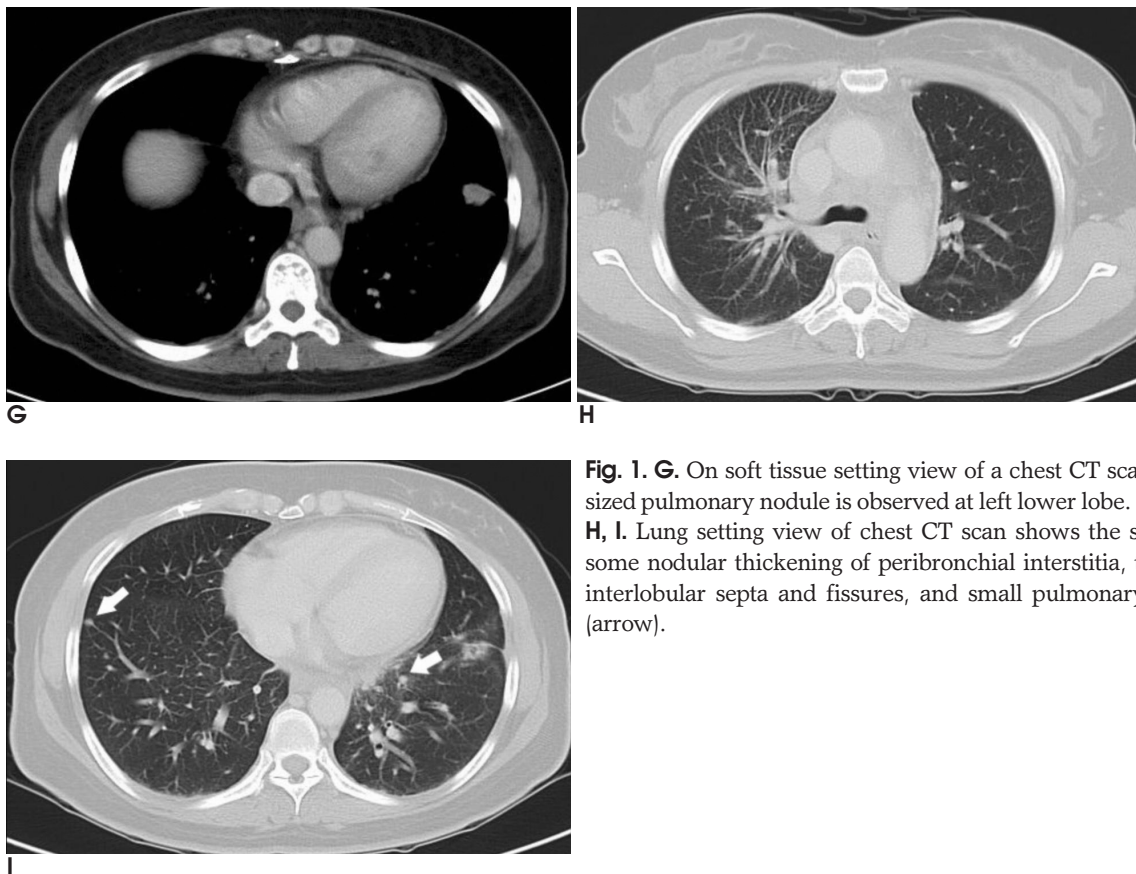 G
H
Fig. 1. G. On soft tissue setting view of a chest CT sca
sized pulmonary nodule is observed at left lower lobe.
H, I. Lung setting view of chest CT scan shows the s
some nodular thickening of peribronchial interstitia,
interlobular septa and fissures, and small pulmonary
(arrow).
I